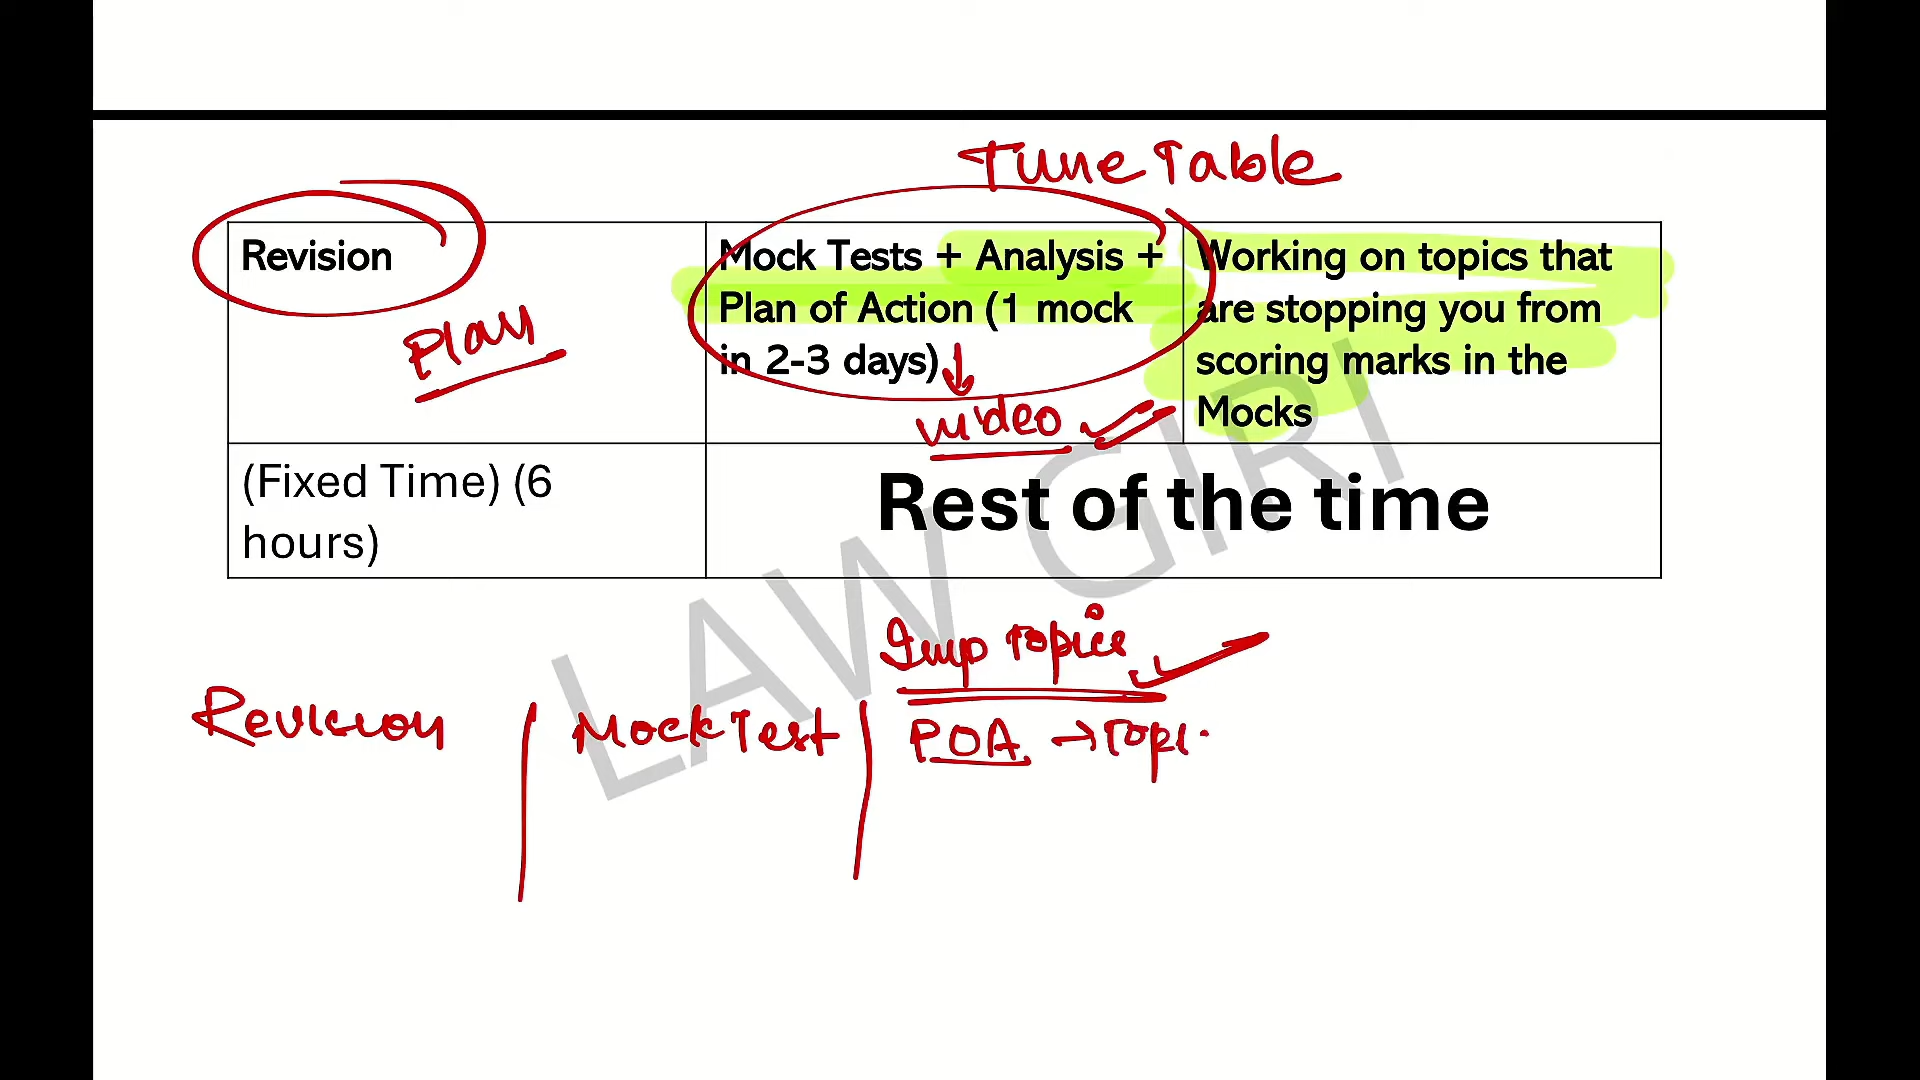 Time Table
Revision
Plan
Mock Tests + Analysis +
Plan of Action (1 mock
in 2-3 days)
video
Working on topics that
are stopping you from
scoring marks in the
Mocks
(Fixed Time) (6
hours)
Rest of the time
LAW GIRI
Imp Topics
Revision
Mock Test
POA → Topi